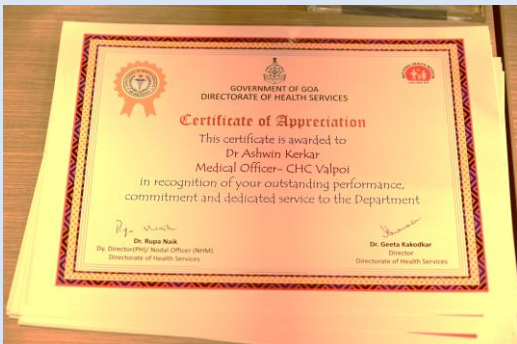 GOVERNMENT OF GOA
DIRECTORATE OF HEALTH SERVICES
Certificate of Appreciation
This certificate is awarded to
Dr Ashwin Kerkar
Medical Officer- CHC Valpoi
in recognition of your outstanding performance,
commitment and dedicated service to the Department
Dr. Rupa Naik
Dy. Director(PH)/ Nodal Officer (NHM)
Directorate of Health Services
Dr. Geeta Kakodkar
Director
Directorate of Health Services